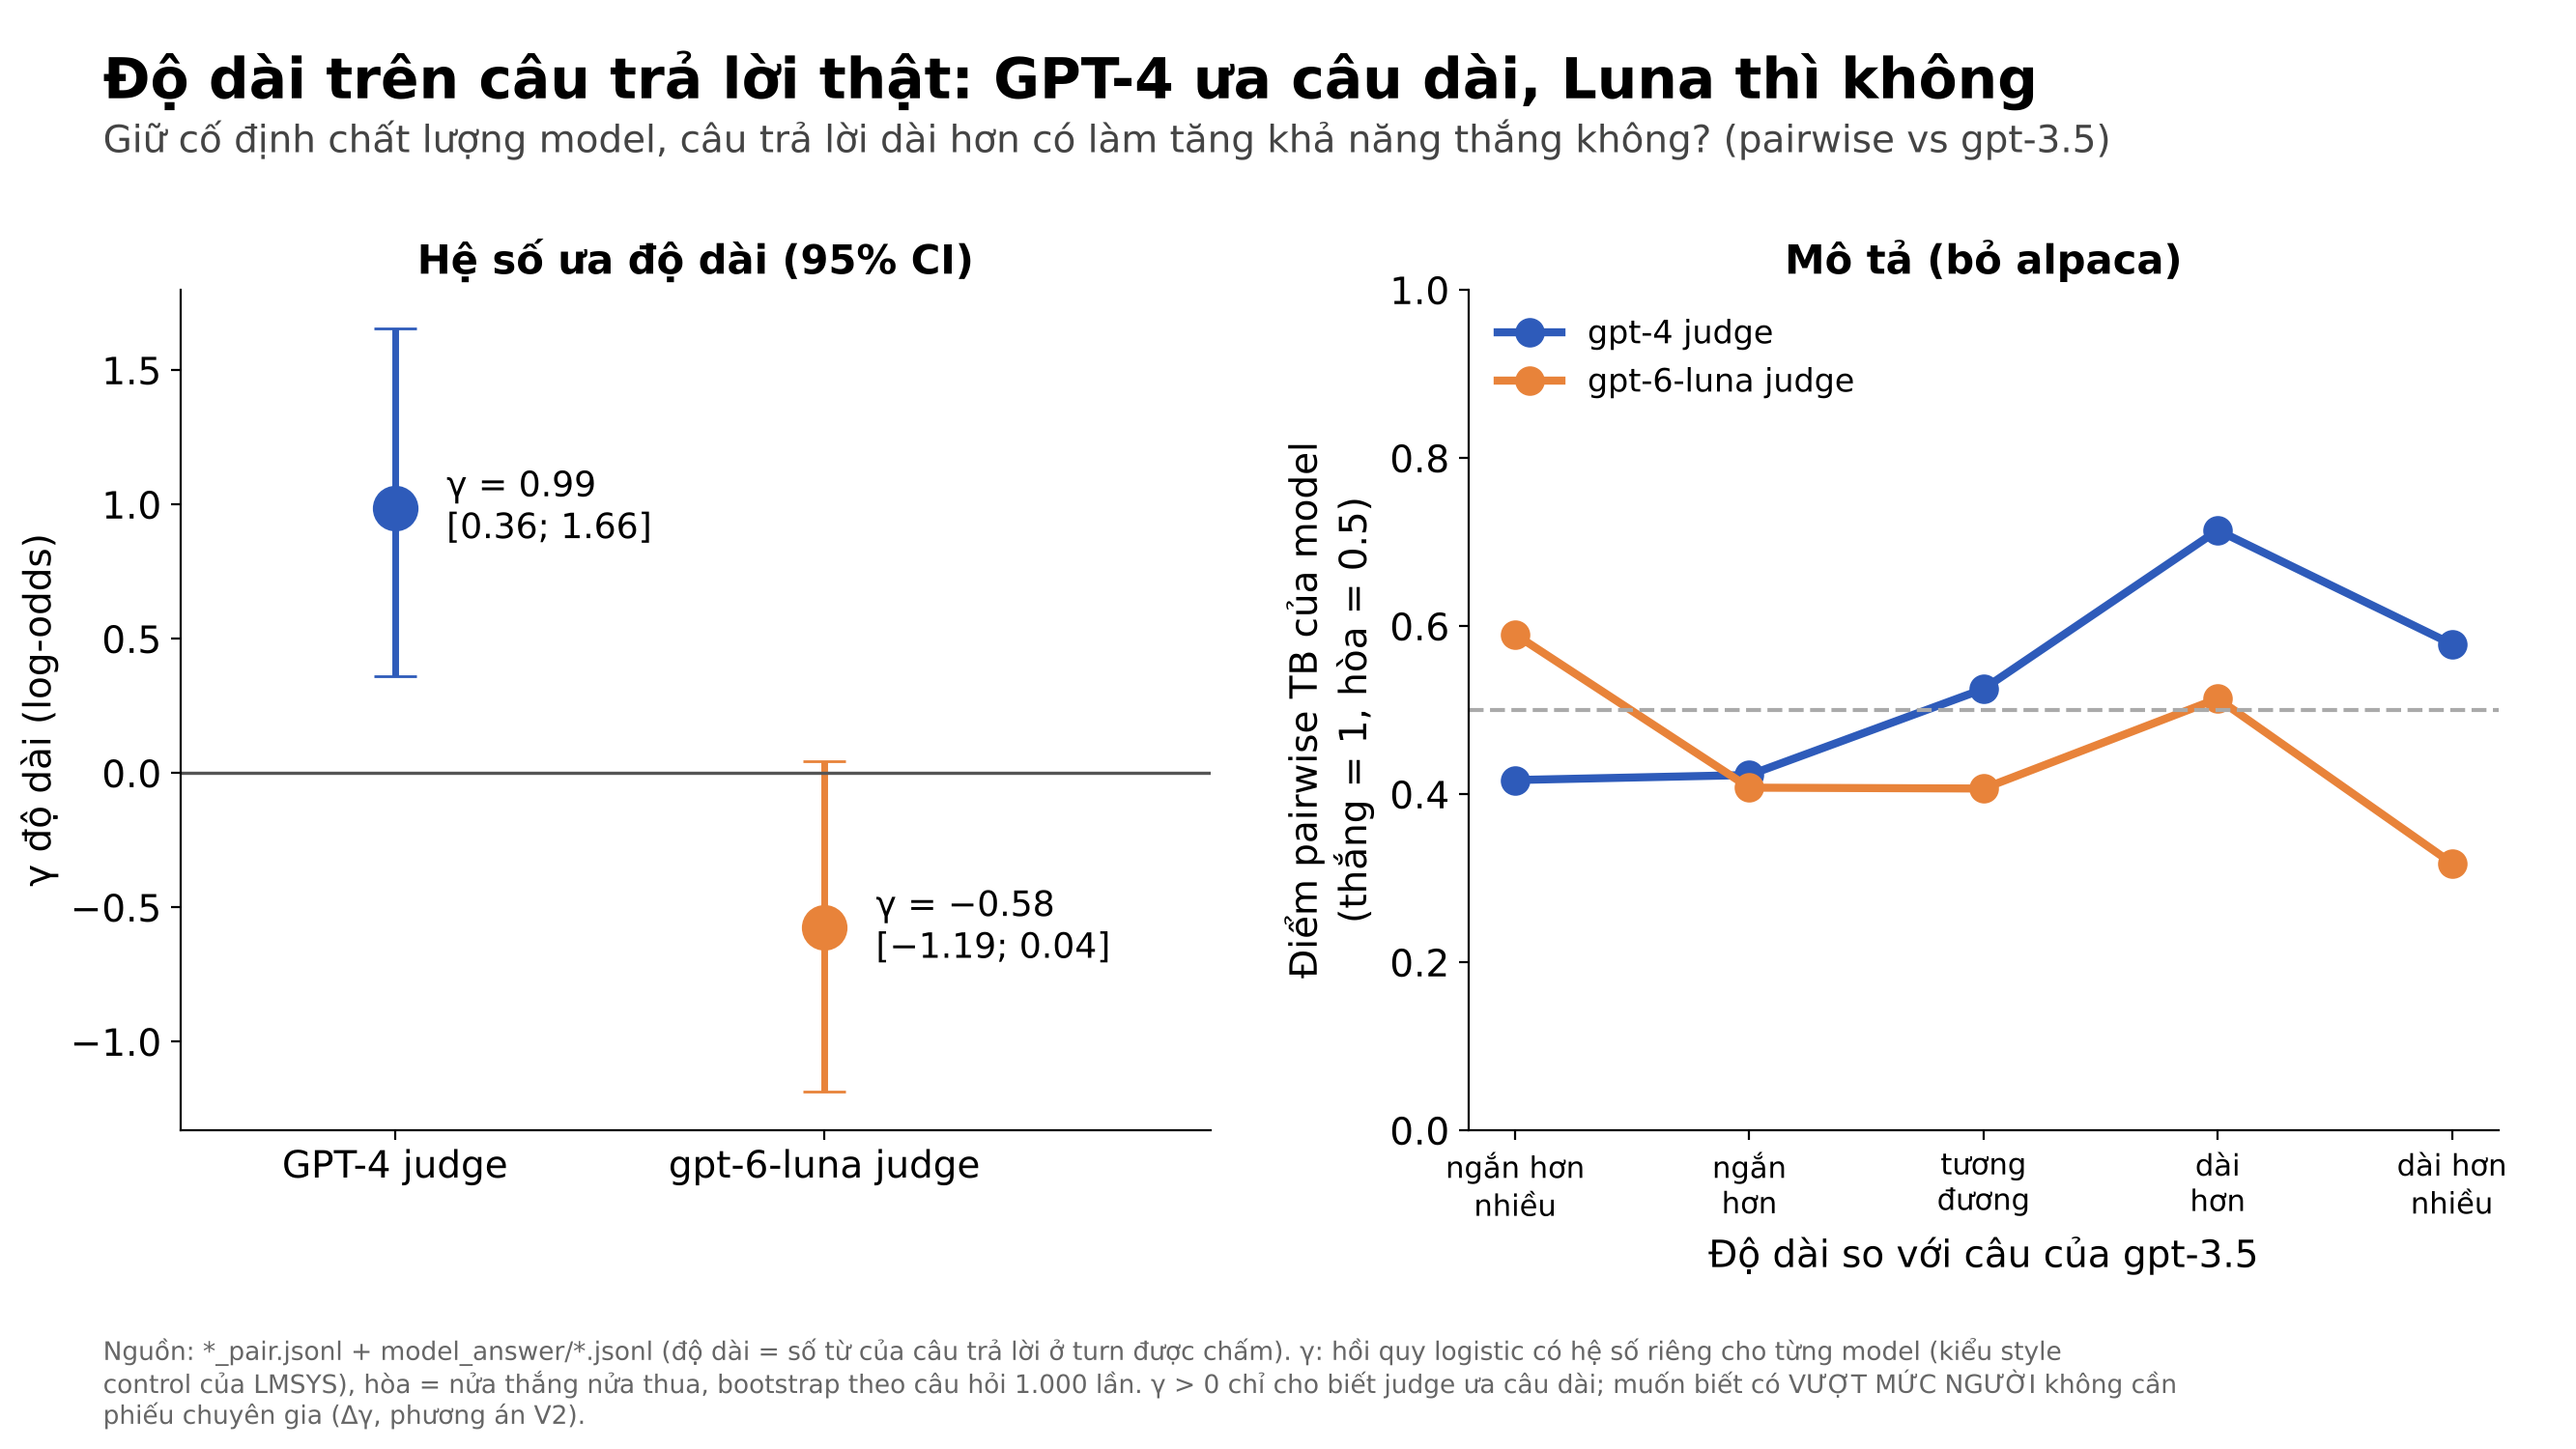 Độ dài trên câu trả lời thật: GPT-4 ưa câu dài, Luna thì không
Giữ cố định chất lượng model, câu trả lời dài hơn có làm tăng khả năng thắng không? (pairwise vs gpt-3.5)
Hệ số ưa độ dài (95% CI)
γ độ dài (log-odds)
1.5
1.0
0.5
0.0
−0.5
−1.0
γ = 0.99
[0.36; 1.66]
γ = −0.58
[−1.19; 0.04]
GPT-4 judge
gpt-6-luna judge
Mô tả (bỏ alpaca)
Điểm pairwise TB của model
(thắng = 1, hòa = 0.5)
1.0
0.8
0.6
0.4
0.2
0.0
gpt-4 judge
gpt-6-luna judge
ngắn hơn
nhiều
ngắn
hơn
tương
đương
dài
hơn
dài hơn
nhiều
Độ dài so với câu của gpt-3.5
Nguồn: *_pair.jsonl + model_answer/*.jsonl (độ dài = số từ của câu trả lời ở turn được chấm). γ: hồi quy logistic có hệ số riêng cho từng model (kiểu style
control của LMSYS), hòa = nửa thắng nửa thua, bootstrap theo câu hỏi 1.000 lần. γ > 0 chỉ cho biết judge ưa câu dài; muốn biết có VƯỢT MỨC NGƯỜI không cần
phiếu chuyên gia (Δγ, phương án V2).